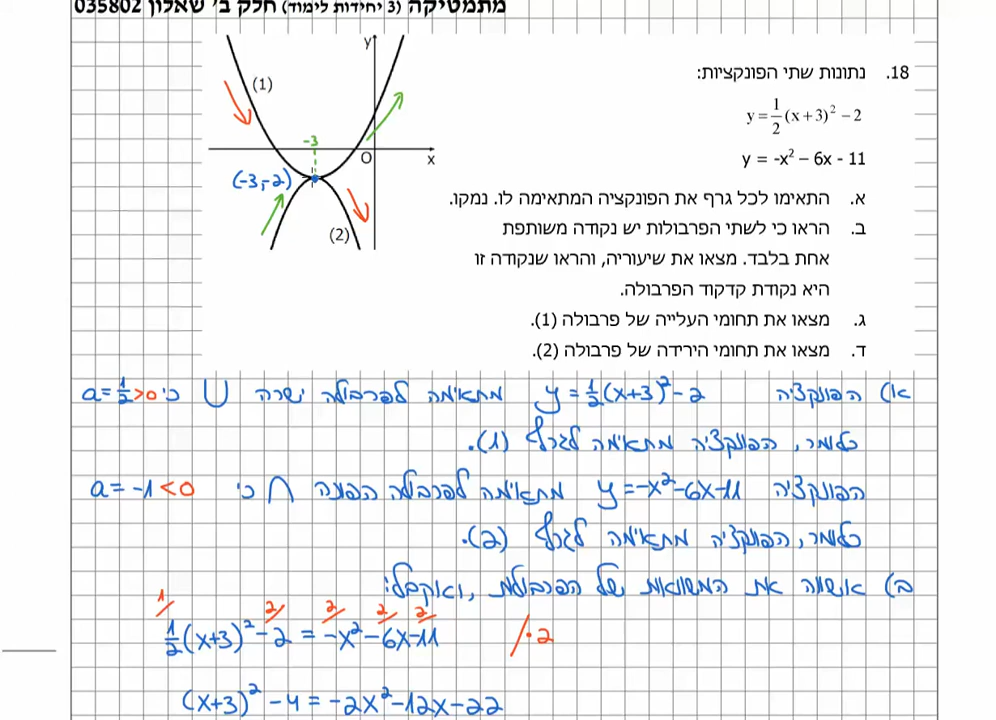 מתמטיקה (3 יחידות לימוד) חלק ב' שאלון 035802
18. נתונות שתי הפונקציות:
y = 1/2 (x + 3)² − 2
y = -x² – 6x - 11
א. התאימו לכל גרף את הפונקציה המתאימה לו. נמקו.
ב. הראו כי לשתי הפרבולות יש נקודה משותפת
אחת בלבד. מצאו את שיעוריה, והראו שנקודה זו
היא נקודת קדקוד הפרבולה.
ג. מצאו את תחומי העלייה של פרבולה (1).
ד. מצאו את תחומי הירידה של פרבולה (2).
y
(1)
-3
O
x
(-3,-2)
(2)
א) הפונקציה y = 1/2 (x+3)² - 2 מתאימה לפרבולה ישרה ∪ כי a = 1/2 > 0
כלומר, הפונקציה מתאימה לגרף (1).
הפונקציה y = -x² - 6x - 11 מתאימה לפרבולה הפוכה ∩ כי a = -1 < 0
כלומר, הפונקציה מתאימה לגרף (2).
ב) אשווה את המשוואות של הפרבולות, ואקבל:
1/ 2/ 2/ 2/ 2/
1/2 (x+3)² - 2 = -x² - 6x - 11 /·2
(x+3)² - 4 = -2x² - 12x - 22